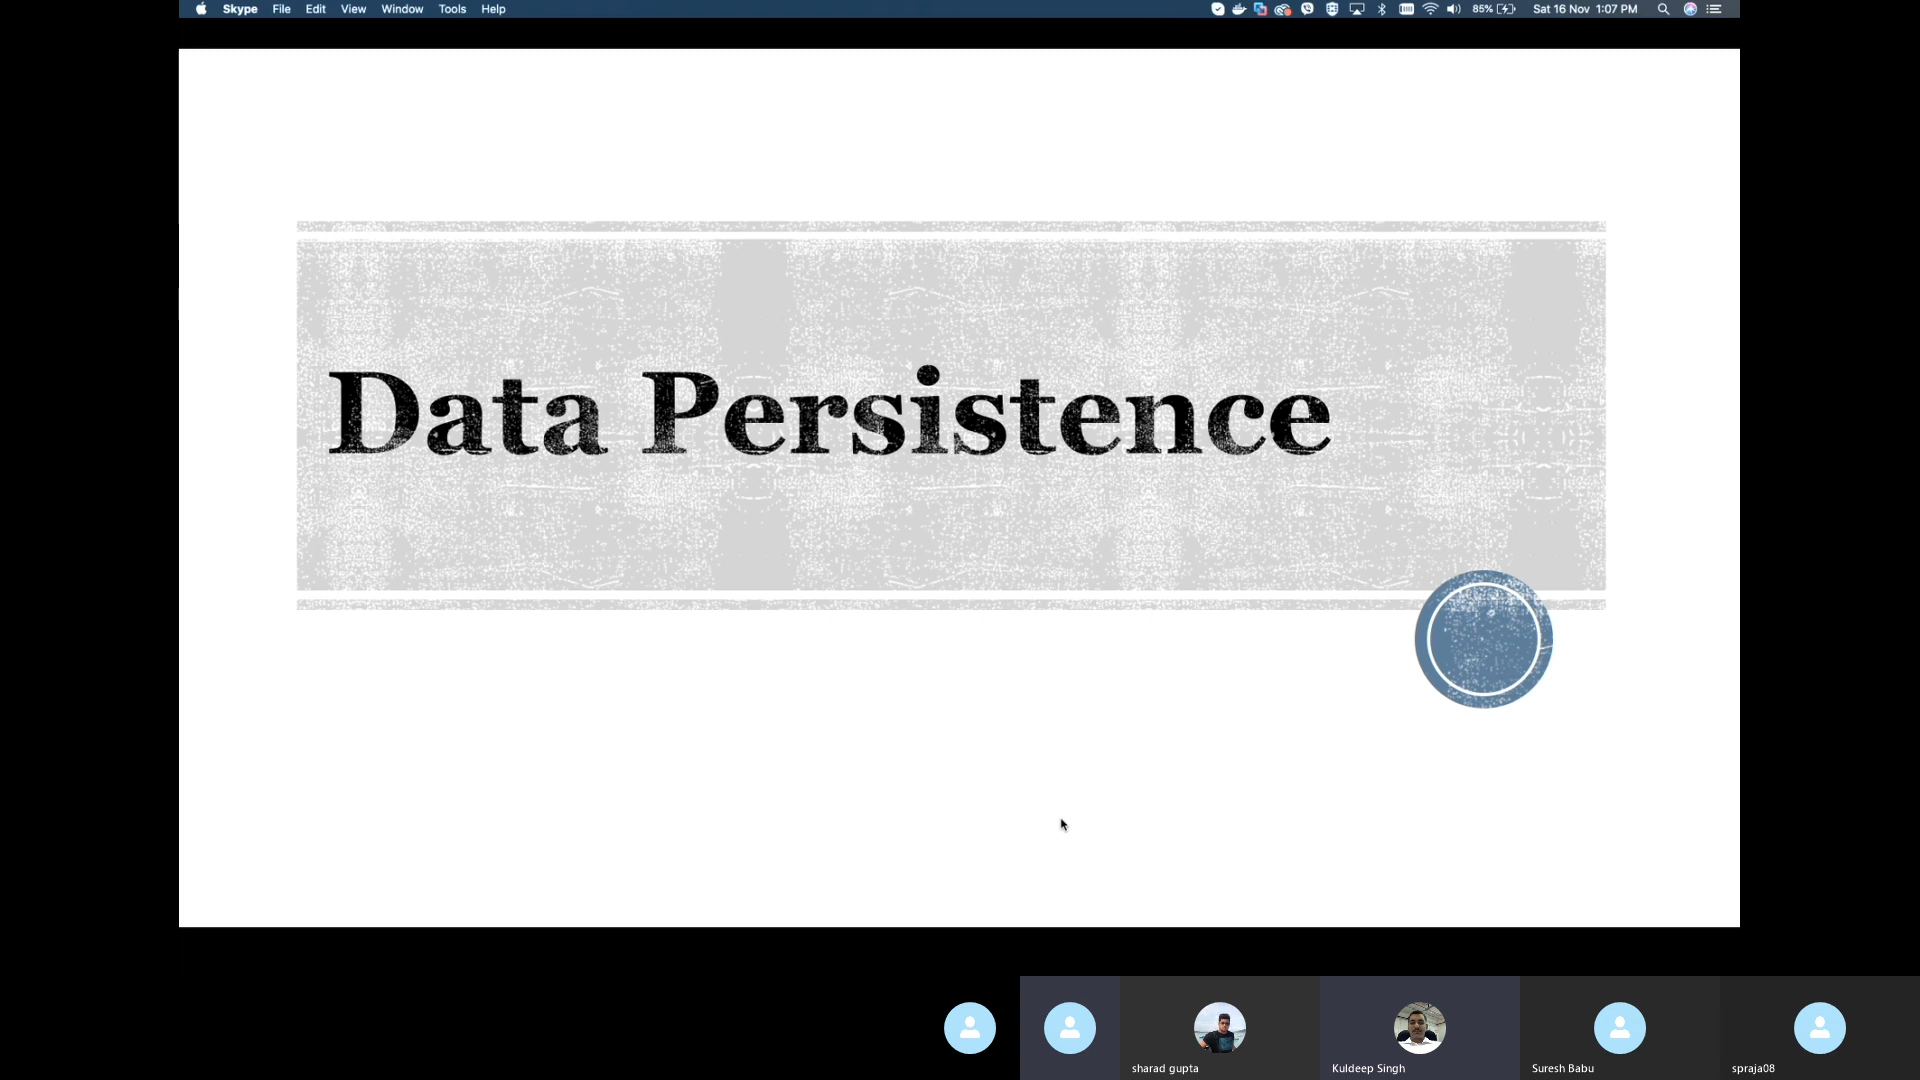 Skype File Edit View Window Tools Help 85% Sat 16 Nov 1:07 PM
Data Persistence
sharad gupta Kuldeep Singh Suresh Babu spraja08